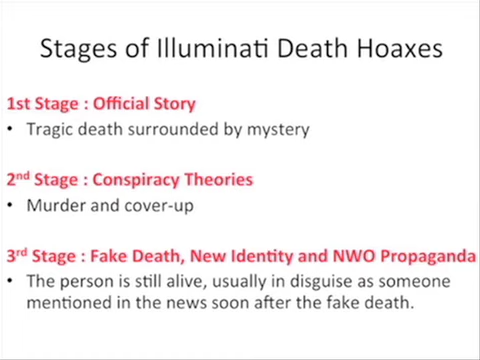 Stages of Illuminati Death Hoaxes
1st Stage : Official Story
• Tragic death surrounded by mystery
2nd Stage : Conspiracy Theories
• Murder and cover-up
3rd Stage : Fake Death, New Identity and NWO Propaganda
• The person is still alive, usually in disguise as someone
mentioned in the news soon after the fake death.